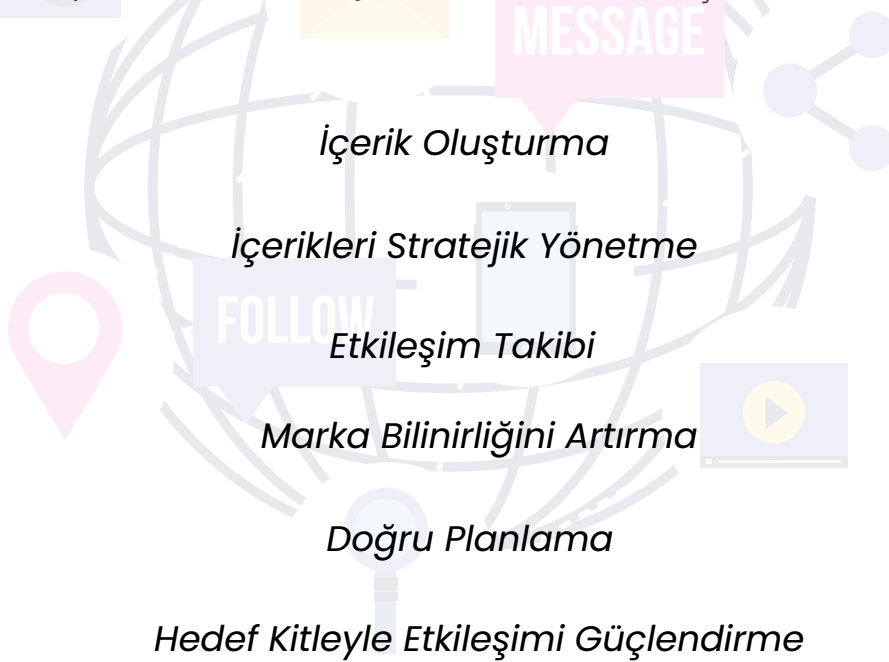 MESSAGE
İçerik Oluşturma
İçerikleri Stratejik Yönetme
FOLLOW
Etkileşim Takibi
Marka Bilinirliğini Artırma
Doğru Planlama
Hedef Kitleyle Etkileşimi Güçlendirme